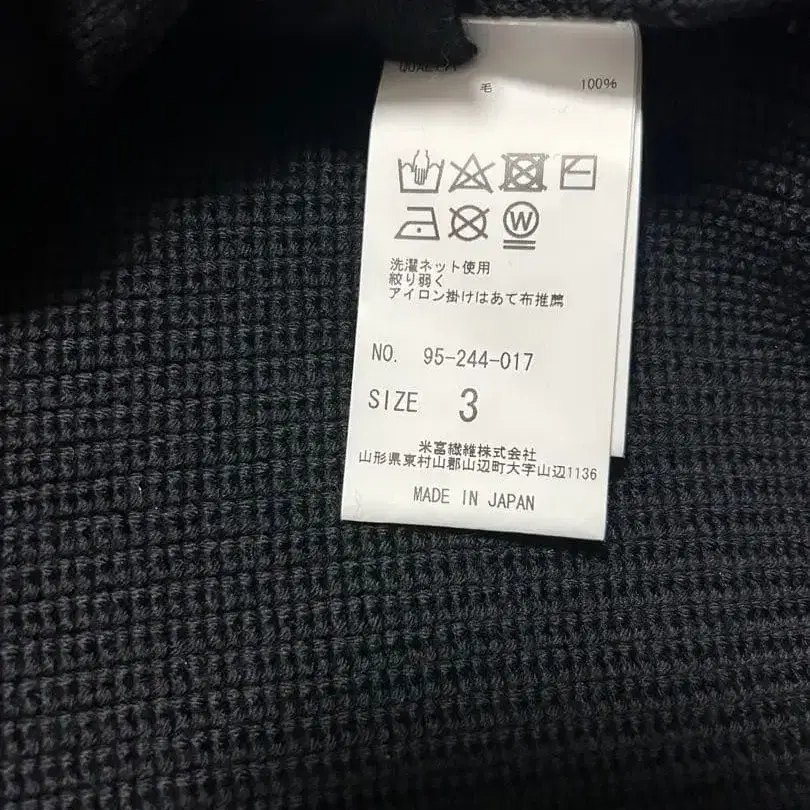 毛 100%
W
洗濯ネット使用
絞り弱く
アイロン掛けはあて布推薦
NO. 95-244-017
SIZE 3
米富繊維株式会社
山形県東村山郡山辺町大字山辺1136
MADE IN JAPAN